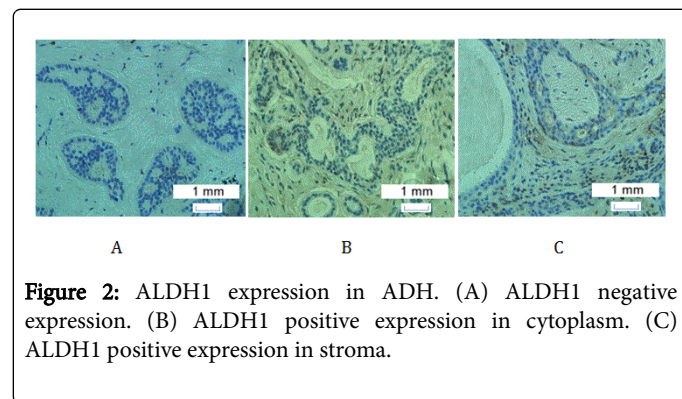 1 mm 1 mm 1 mm
A B C
Figure 2: ALDH1 expression in ADH. (A) ALDH1 negative
expression. (B) ALDH1 positive expression in cytoplasm. (C)
ALDH1 positive expression in stroma.